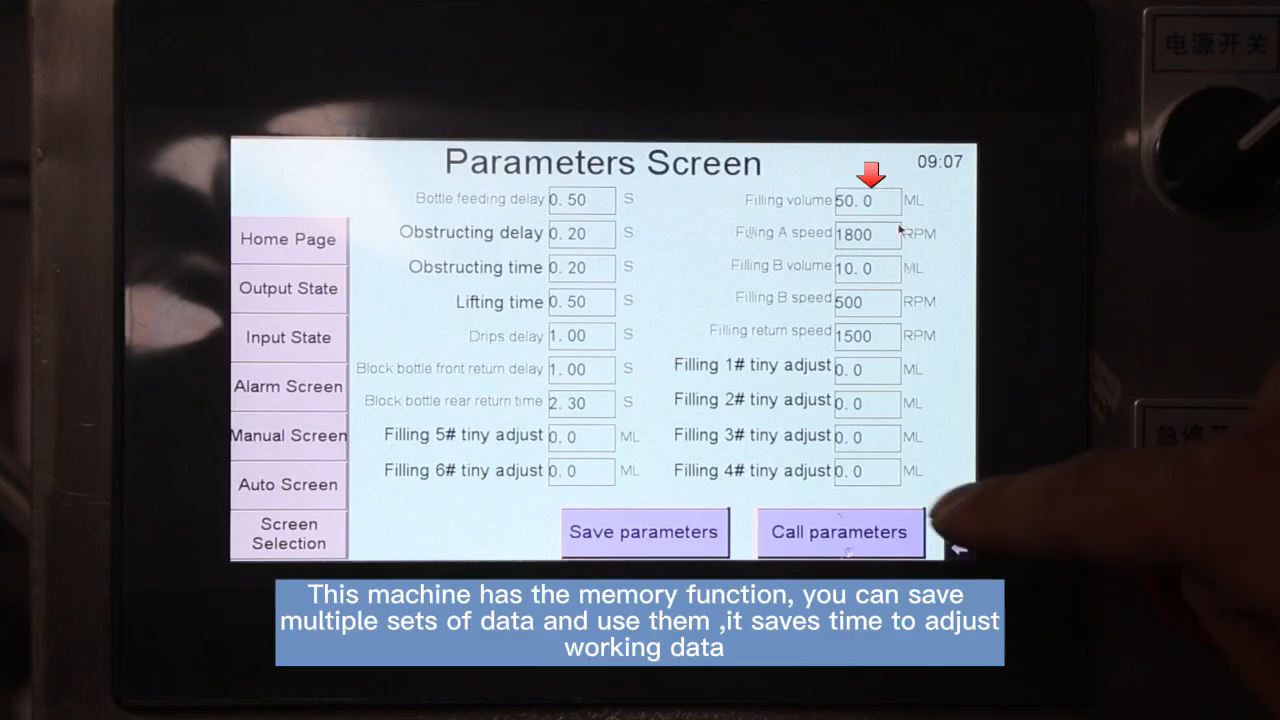 电源开关
Parameters Screen
09:07
Bottle feeding delay 0. 50 S
Filling volume 50. 0 ML
Obstructing delay 0. 20 S
Filling A speed 1800 RPM
Obstructing time 0. 20 S
Filling B volume 10. 0 ML
Lifting time 0. 50 S
Filling B speed 500 RPM
Drips delay 1. 00 S
Filling return speed 1500 RPM
Block bottle front return delay 1. 00 S
Filling 1# tiny adjust 0. 0 ML
Block bottle rear return time 2. 30 S
Filling 2# tiny adjust 0. 0 ML
Filling 5# tiny adjust 0. 0 ML
Filling 3# tiny adjust 0. 0 ML
Filling 6# tiny adjust 0. 0 ML
Filling 4# tiny adjust 0. 0 ML
Home Page
Output State
Input State
Alarm Screen
Manual Screen
Auto Screen
Screen
Selection
Save parameters
Call parameters
急停
This machine has the memory function, you can save
multiple sets of data and use them ,it saves time to adjust
working data